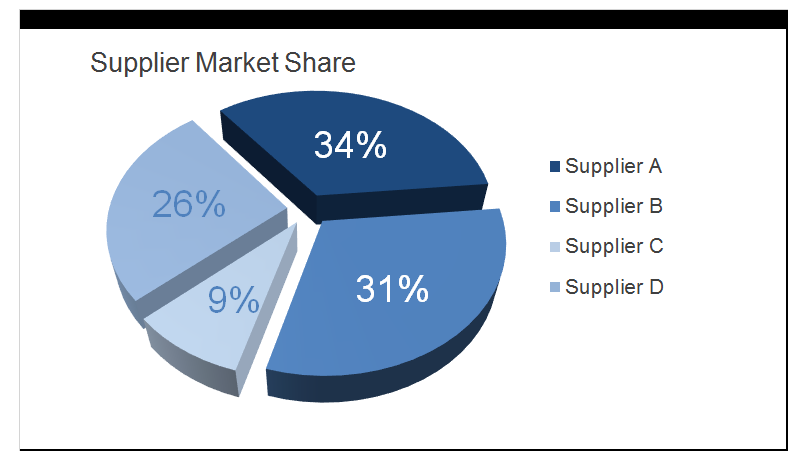 Supplier Market Share
34%
26%
9%
31%
Supplier A
Supplier B
Supplier C
Supplier D